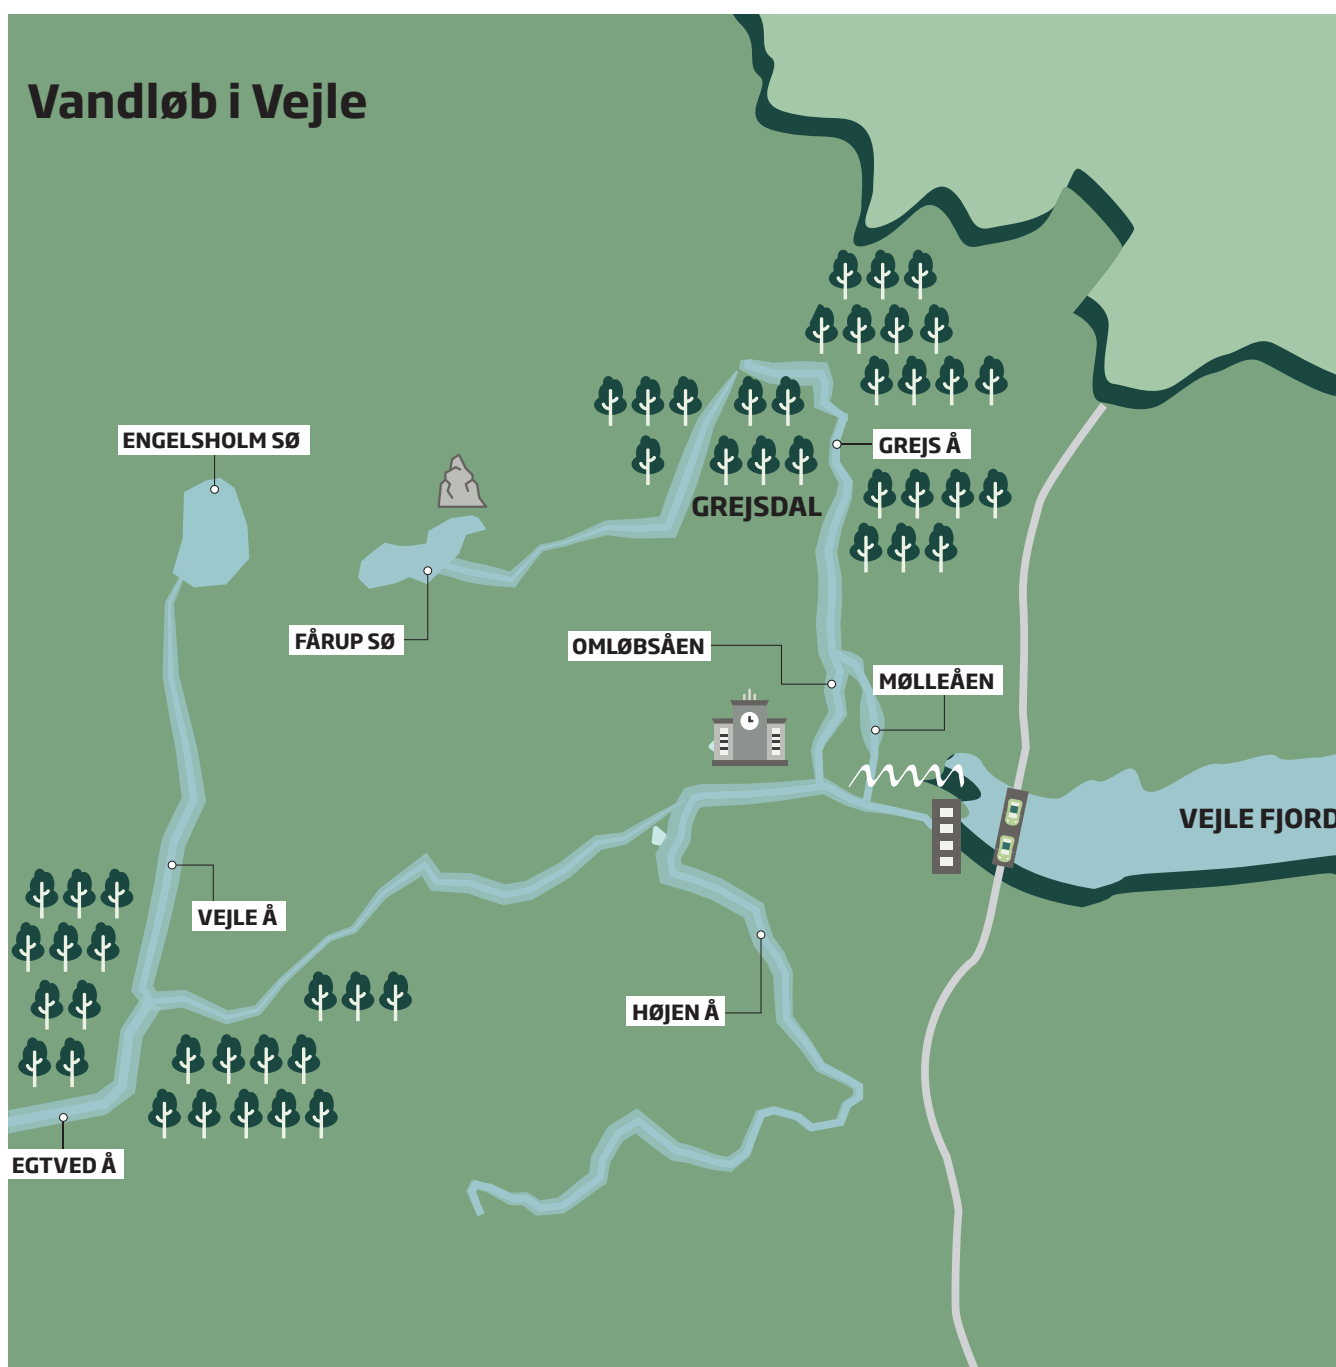 Vandløb i Vejle
ENGELSHOLM SØ
GREJS Å
GREJSDAL
FÅRUP SØ
OMLØBSÅEN
MØLLEÅEN
VEJLE FJORD
VEJLE Å
HØJEN Å
EGTVED Å